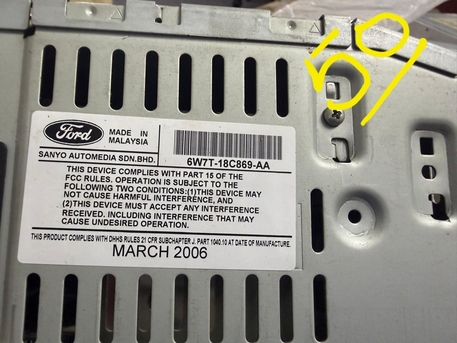 59
Ford
MADE IN
MALAYSIA
SANYO AUTOMEDIA SDN.BHD.
6W7T-18C869-AA
THIS DEVICE COMPLIES WITH PART 15 OF THE
FCC RULES. OPERATION IS SUBJECT TO THE
FOLLOWING TWO CONDITIONS:(1)THIS DEVICE MAY
NOT CAUSE HARMFUL INTERFERENCE, AND
(2)THIS DEVICE MUST ACCEPT ANY INTERFERENCE
RECEIVED. INCLUDING INTERFERENCE THAT MAY
CAUSE UNDESIRED OPERATION.
THIS PRODUCT COMPLIES WITH DHHS RULES 21 CFR SUBCHAPTER J. PART 1040.10 AT DATE OF MANUFACTURE.
MARCH 2006